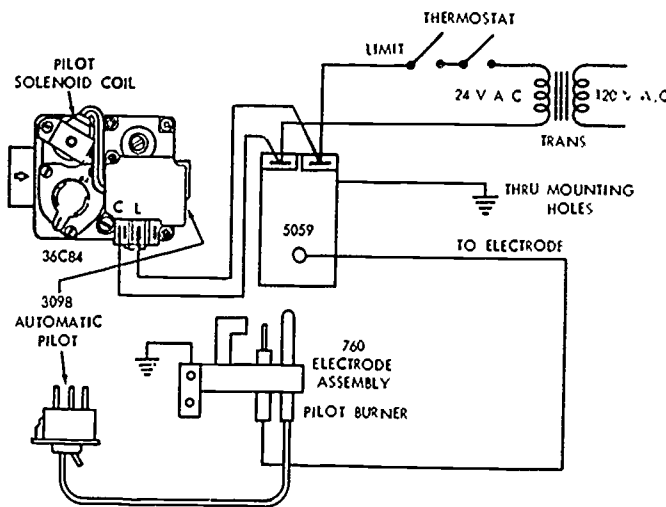 THERMOSTAT
LIMIT
PILOT
SOLENOID COIL
24 V A C
120 V A.C
TRANS
C L
THRU MOUNTING
HOLES
5059
TO ELECTRODE
36C84
3098
AUTOMATIC
PILOT
760
ELECTRODE
ASSEMBLY
PILOT BURNER